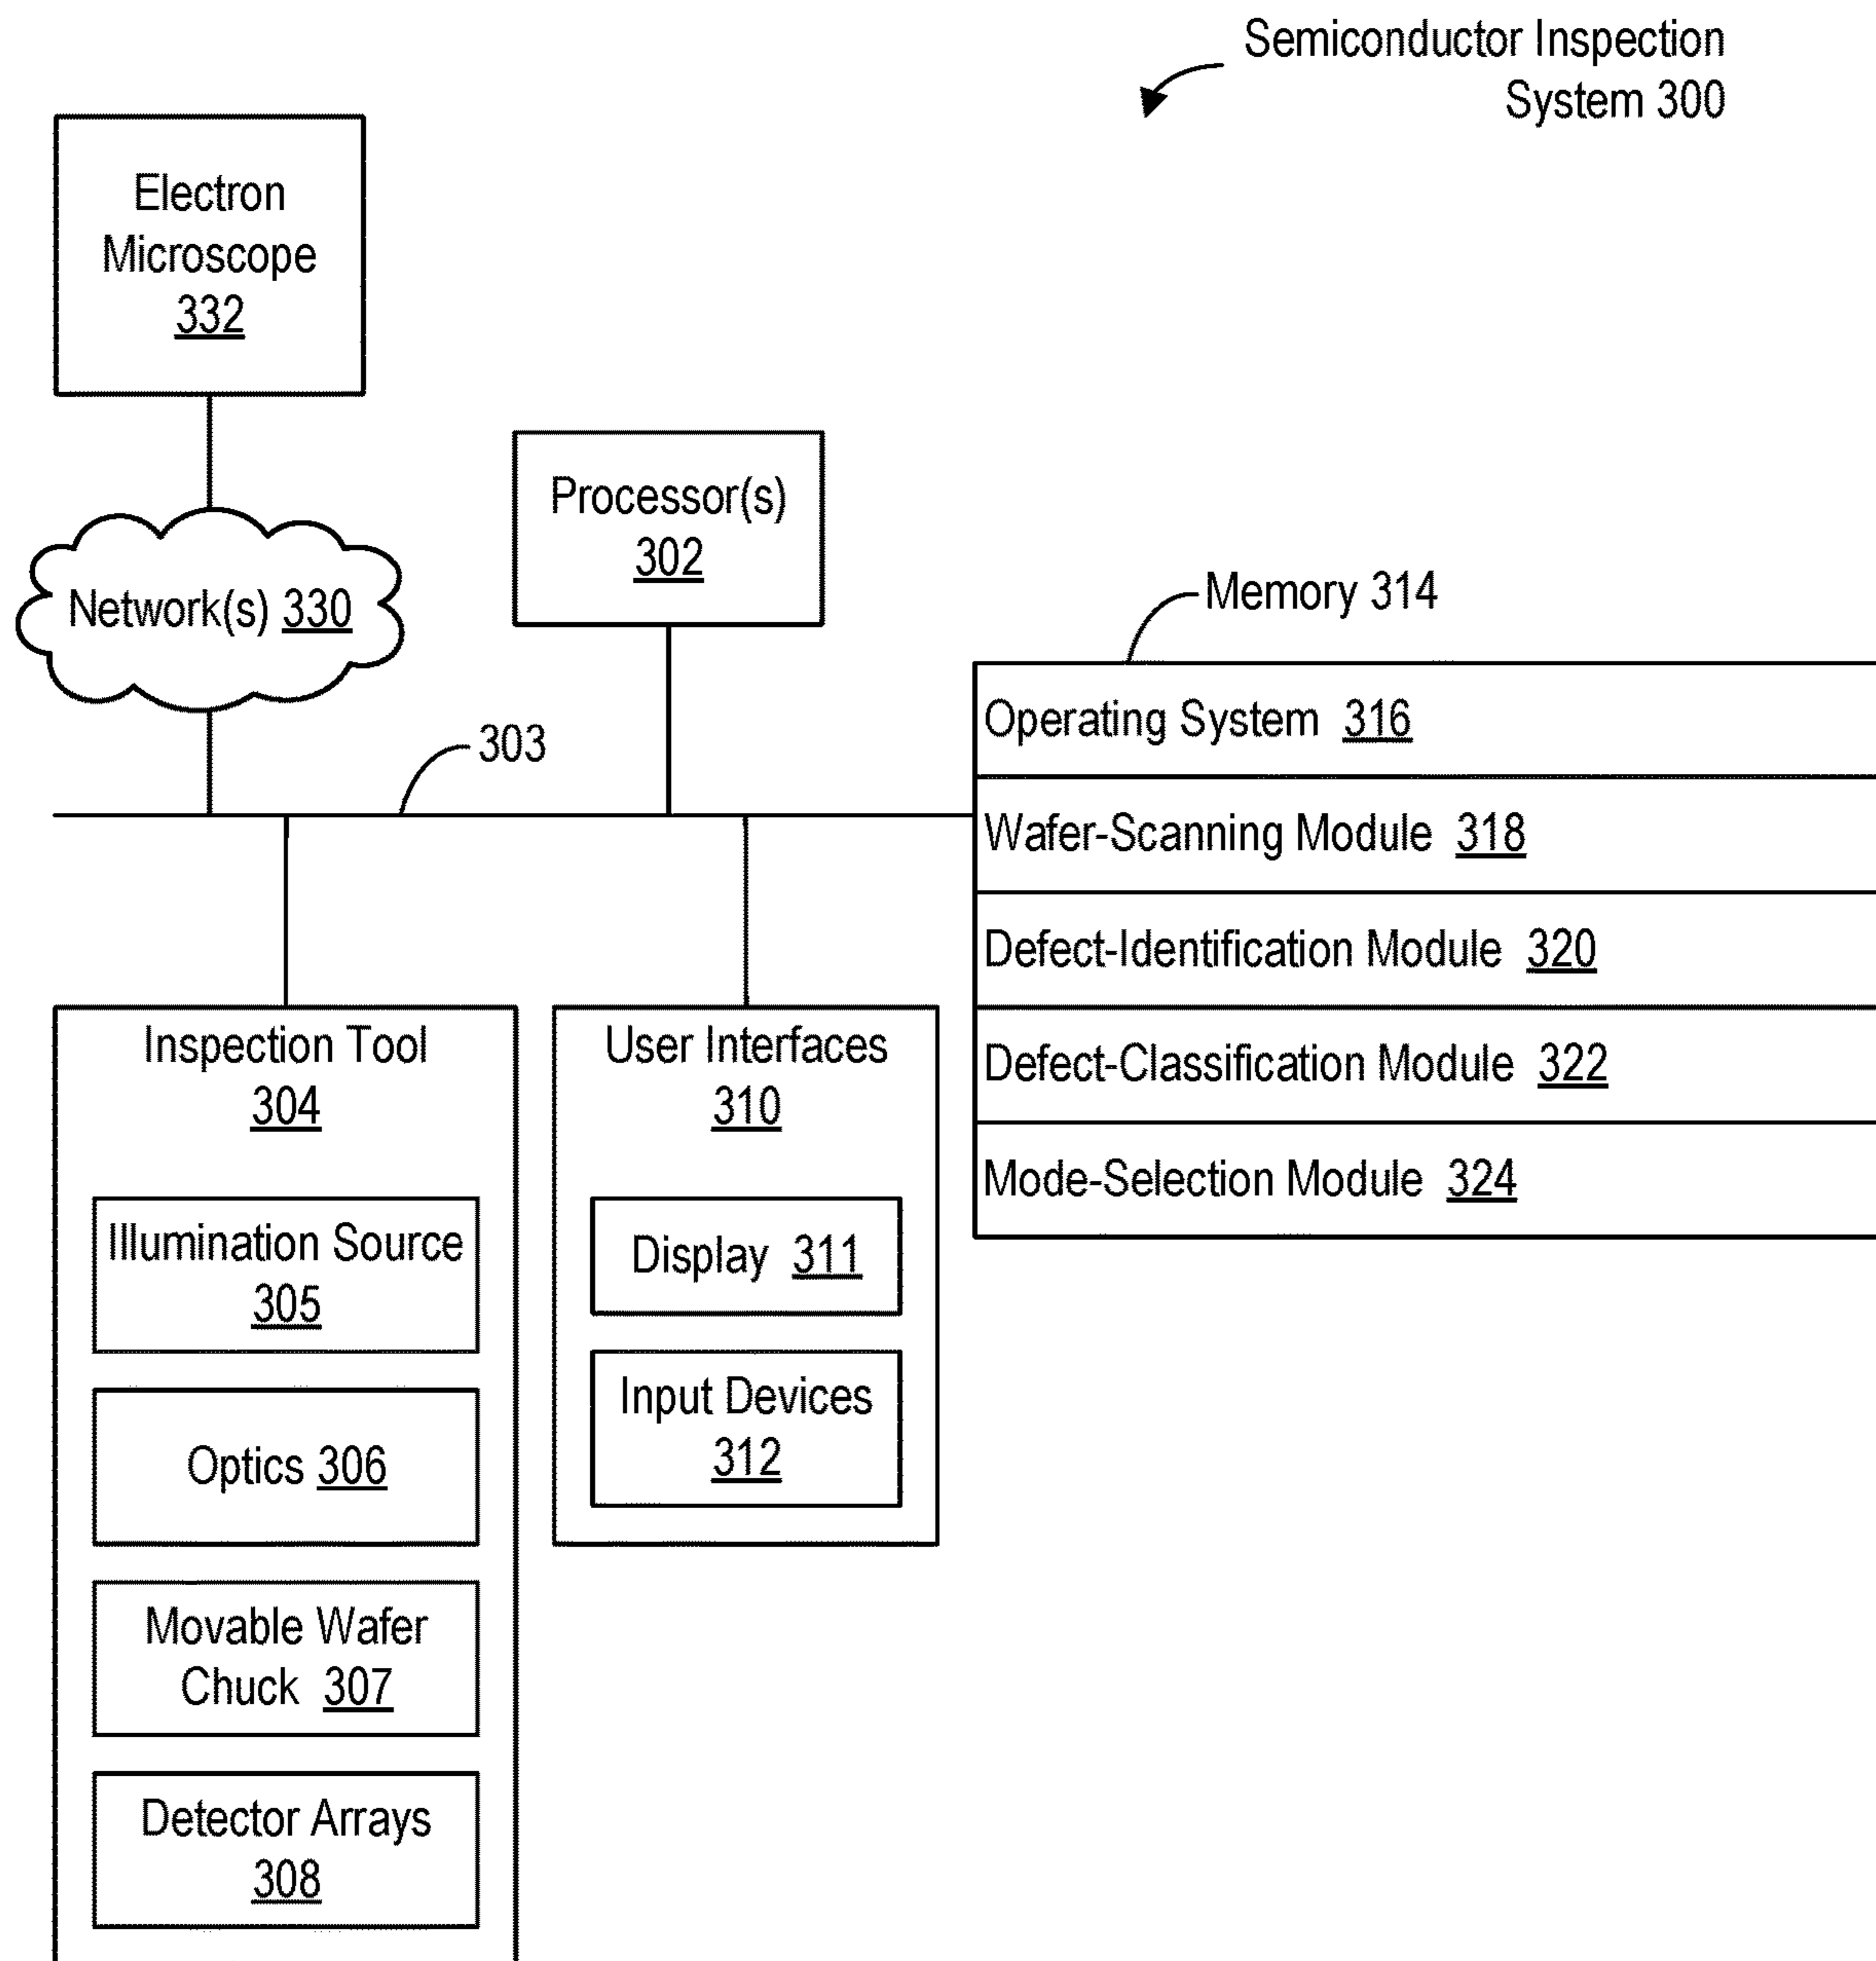 Semiconductor Inspection
System 300
Electron
Microscope
332
Processor(s)
302
Network(s) 330
Memory 314
303
Operating System 316
Wafer-Scanning Module 318
Defect-Identification Module 320
Defect-Classification Module 322
Mode-Selection Module 324
Inspection Tool
304
Illumination Source
305
Optics 306
Movable Wafer
Chuck 307
Detector Arrays
308
User Interfaces
310
Display 311
Input Devices
312